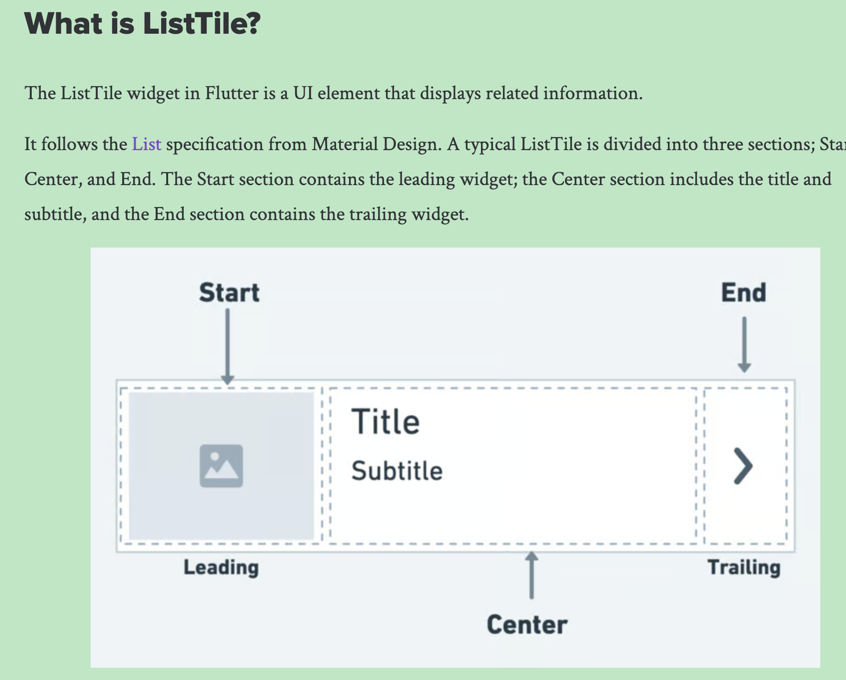 What is ListTile?
The ListTile widget in Flutter is a UI element that displays related information.
It follows the List specification from Material Design. A typical ListTile is divided into three sections;
Center, and End. The Start section contains the leading widget; the Center section includes the title and
subtitle, and the End section contains the trailing widget.
Start
End
Title
Subtitle
Leading
Trailing
Center